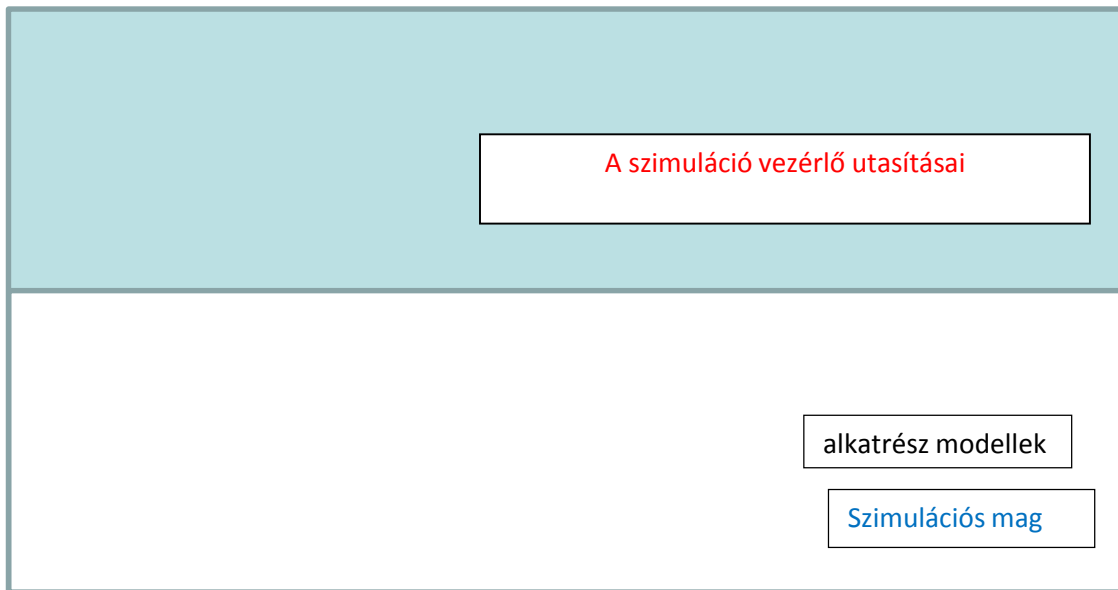 A szimuláció vezérlő utasításai
alkatrész modellek
Szimulációs mag